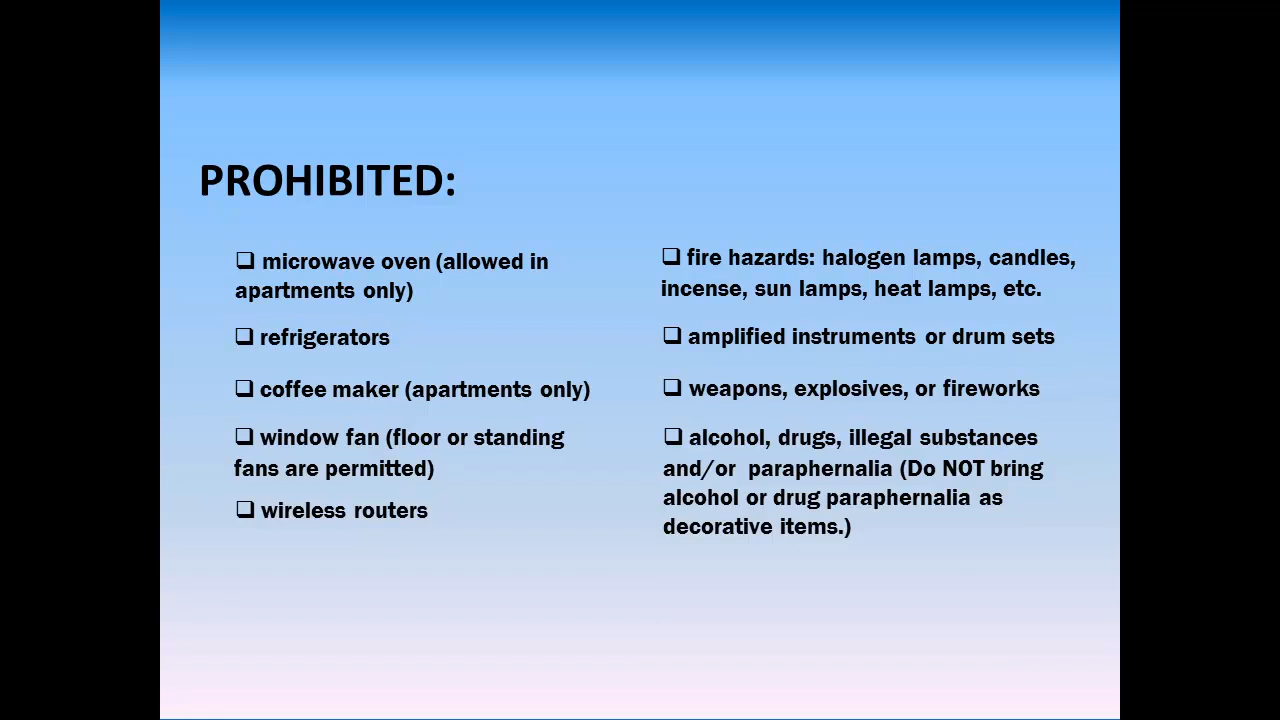 PROHIBITED:
❑ microwave oven (allowed in
apartments only)
❑ refrigerators
❑ coffee maker (apartments only)
❑ window fan (floor or standing
fans are permitted)
❑ wireless routers
❑ fire hazards: halogen lamps, candles,
incense, sun lamps, heat lamps, etc.
❑ amplified instruments or drum sets
❑ weapons, explosives, or fireworks
❑ alcohol, drugs, illegal substances
and/or paraphernalia (Do NOT bring
alcohol or drug paraphernalia as
decorative items.)